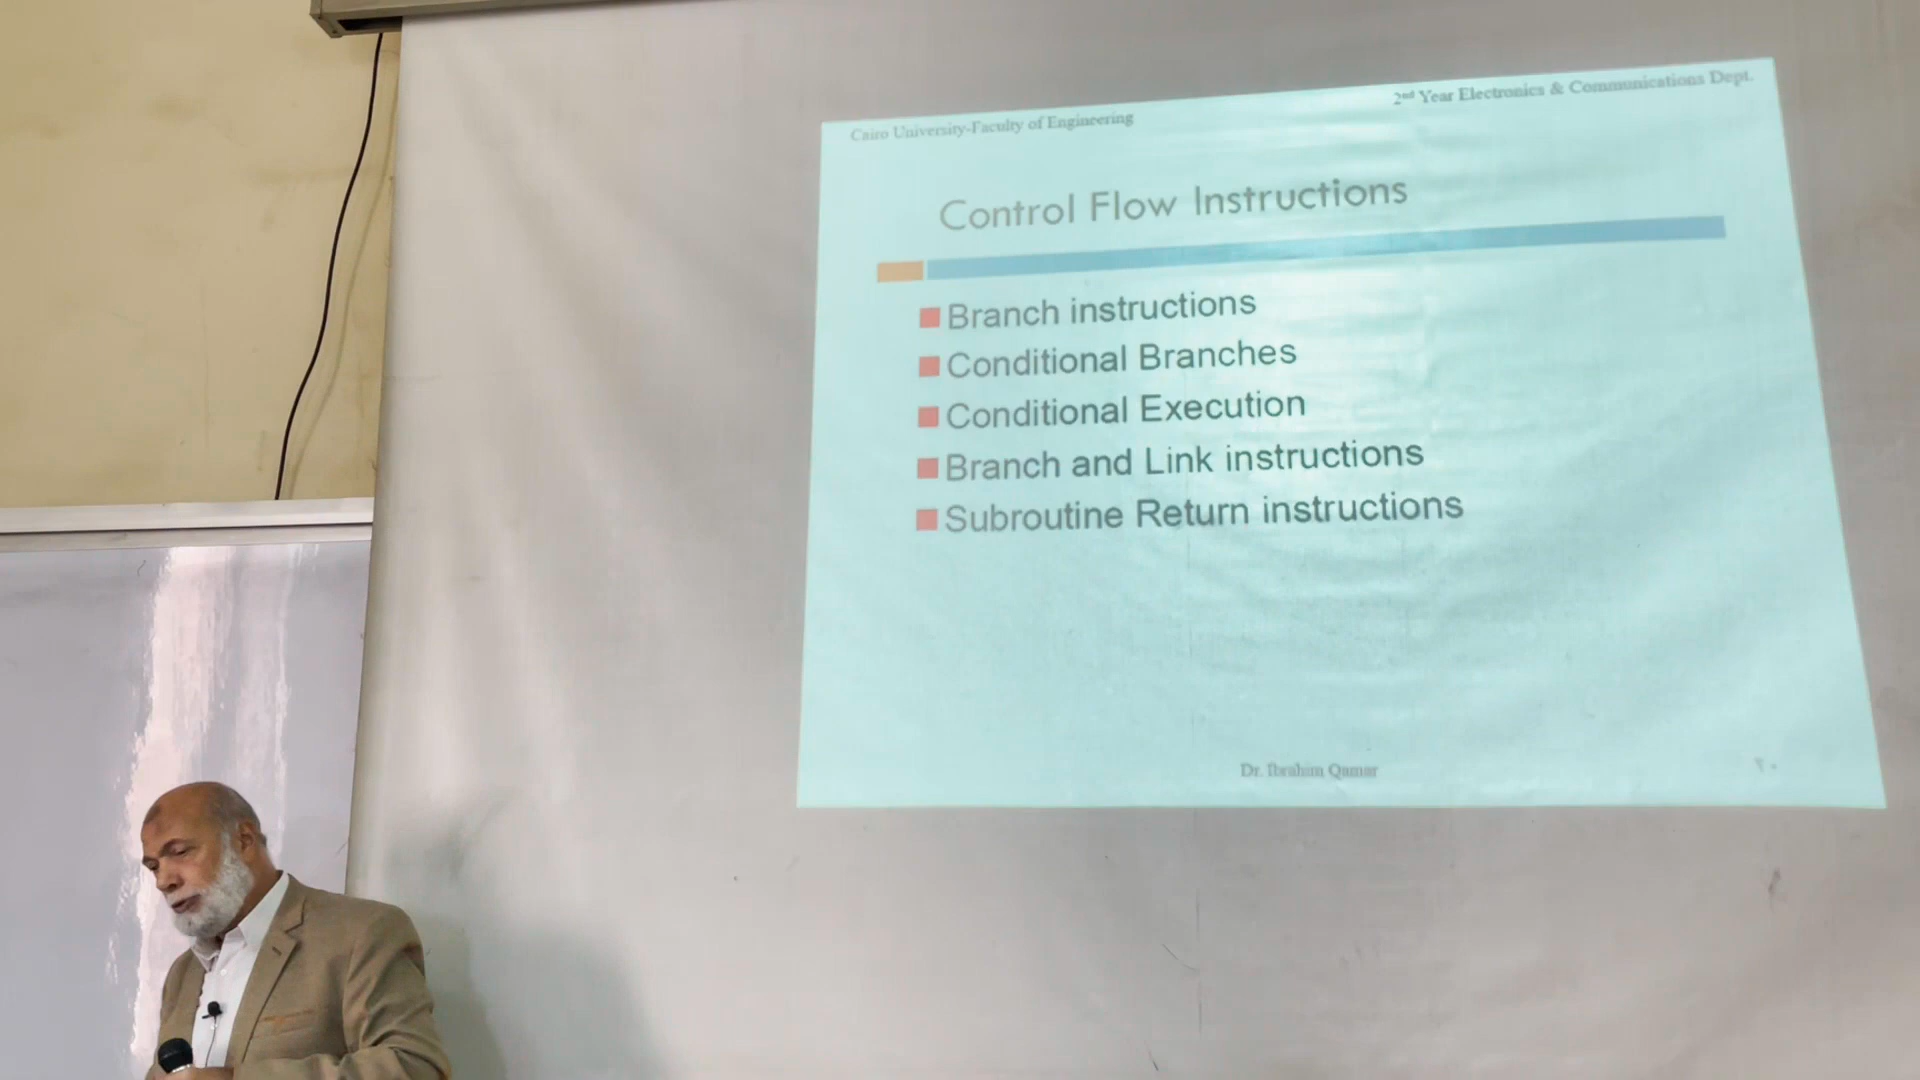 Cairo University-Faculty of Engineering
2nd Year Electronics & Communications Dept.
Control Flow Instructions
Branch instructions
Conditional Branches
Conditional Execution
Branch and Link instructions
Subroutine Return instructions
Dr. Ibrahim Qamar
٢٠